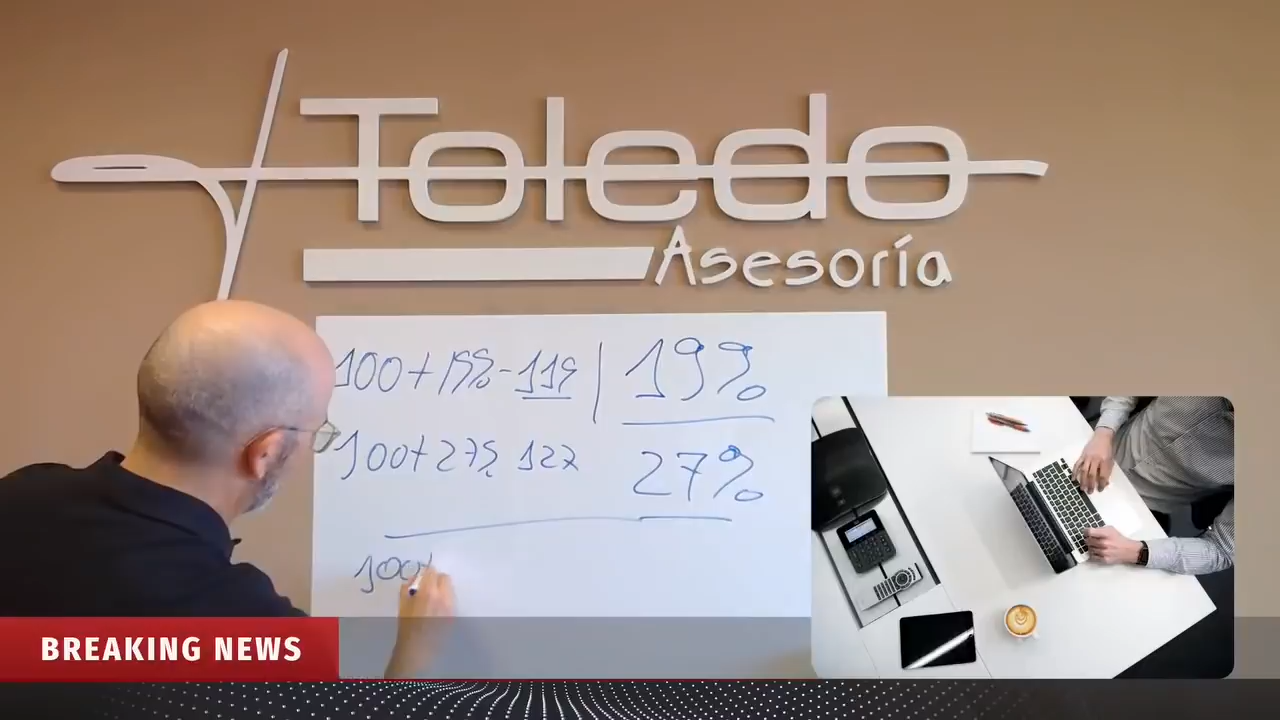 Toledo
Asesoría
100+19%-119 | 19%
100+27% 127 27%
100+
BREAKING NEWS